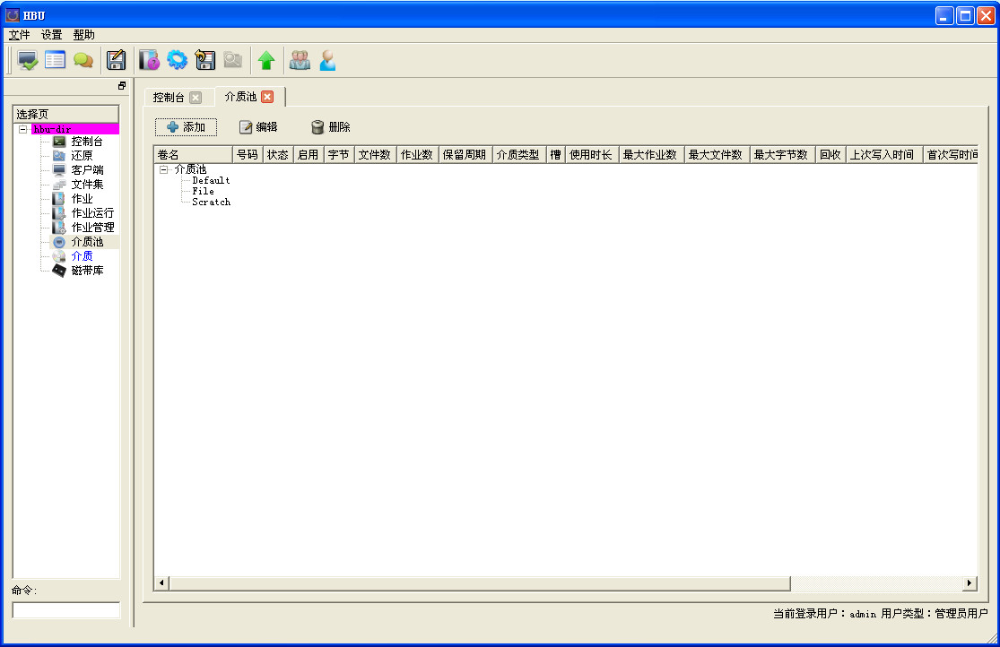 HBU
文件 设置 帮助
选择页
hbu-dir
控制台
还原
客户端
文件集
作业
作业运行
作业管理
介质池
介质
磁带库
命令:
控制台 介质池
添加 编辑 删除
卷名 号码 状态 启用 字节 文件数 作业数 保留周期 介质类型 槽 使用时长 最大作业数 最大文件数 最大字节数 回收 上次写入时间 首次写时间
介质池
Default
File
Scratch
当前登录用户：admin 用户类型：管理员用户